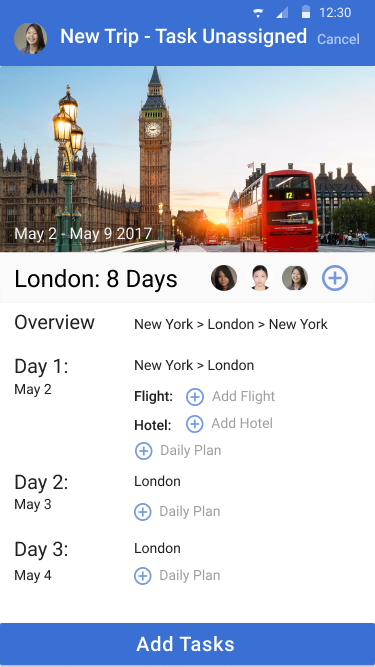 12:30
New Trip - Task Unassigned
Cancel
12
May 2 - May 9 2017
London: 8 Days
Overview
New York > London > New York
Day 1:
New York > London
May 2
Flight: Add Flight
Hotel: Add Hotel
Daily Plan
Day 2:
London
May 3
Daily Plan
Day 3:
London
May 4
Daily Plan
Add Tasks